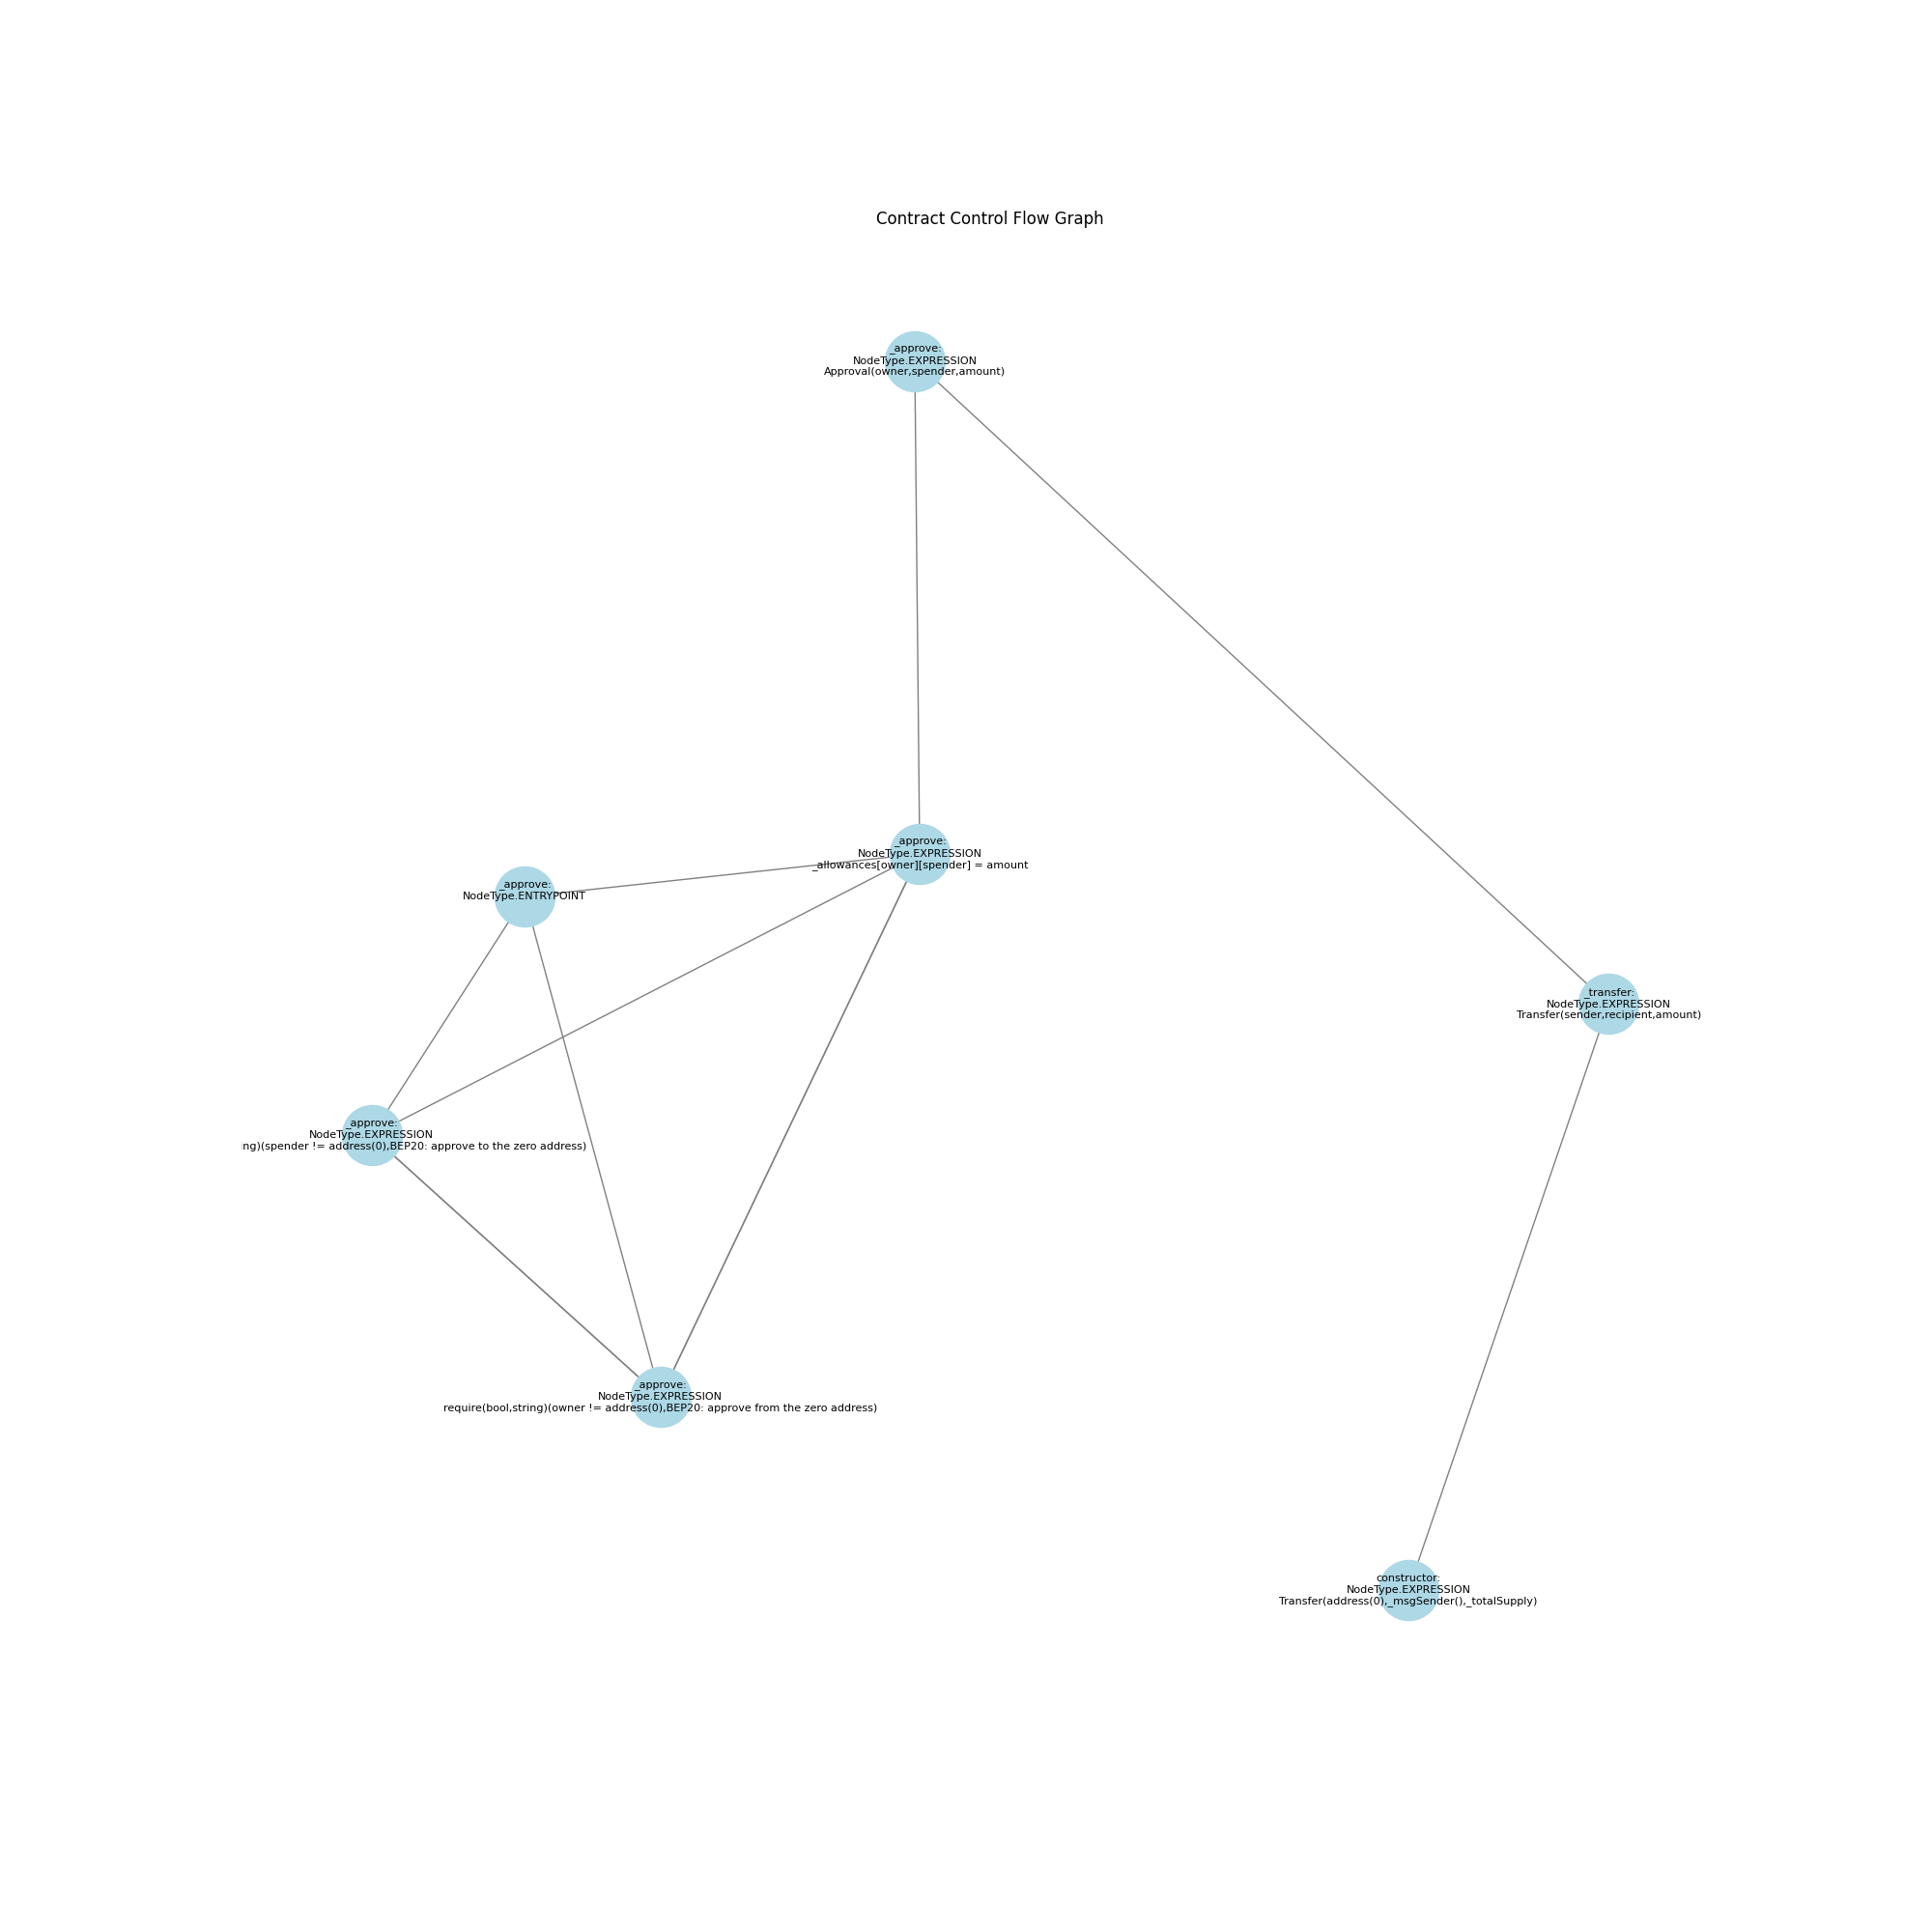 Contract Control Flow Graph
_approve:
NodeType.EXPRESSION
Approval(owner,spender,amount)
_approve:
NodeType.EXPRESSION
_allowances[owner][spender] = amount
_approve:
NodeType.ENTRYPOINT
_transfer:
NodeType.EXPRESSION
Transfer(sender,recipient,amount)
_approve:
NodeType.EXPRESSION
ing)(spender != address(0),BEP20: approve to the zero address)
_approve:
NodeType.EXPRESSION
require(bool,string)(owner != address(0),BEP20: approve from the zero address)
constructor:
NodeType.EXPRESSION
Transfer(address(0),_msgSender(),_totalSupply)